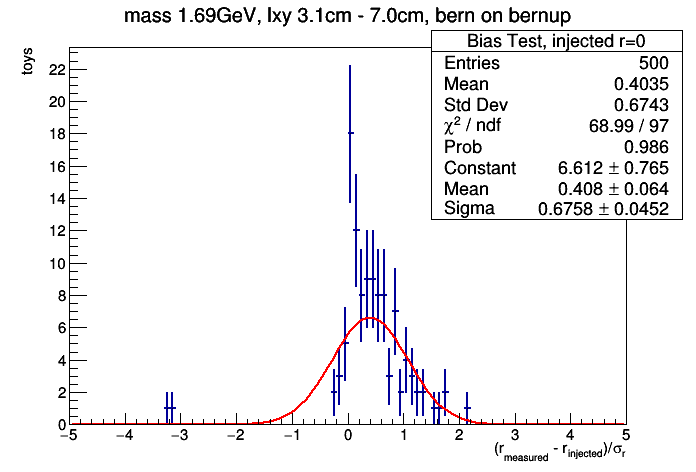 mass 1.69GeV, lxy 3.1cm - 7.0cm, bern on bernup
Bias Test, injected r=0
Entries 500
Mean 0.4035
Std Dev 0.6743
χ² / ndf 68.99 / 97
Prob 0.986
Constant 6.612 ± 0.765
Mean 0.408 ± 0.064
Sigma 0.6758 ± 0.0452
toys
22
20
18
16
14
12
10
8
6
4
2
0
−5 −4 −3 −2 −1 0 1 2 3 4 5
(r_measured - r_injected)/σ_r